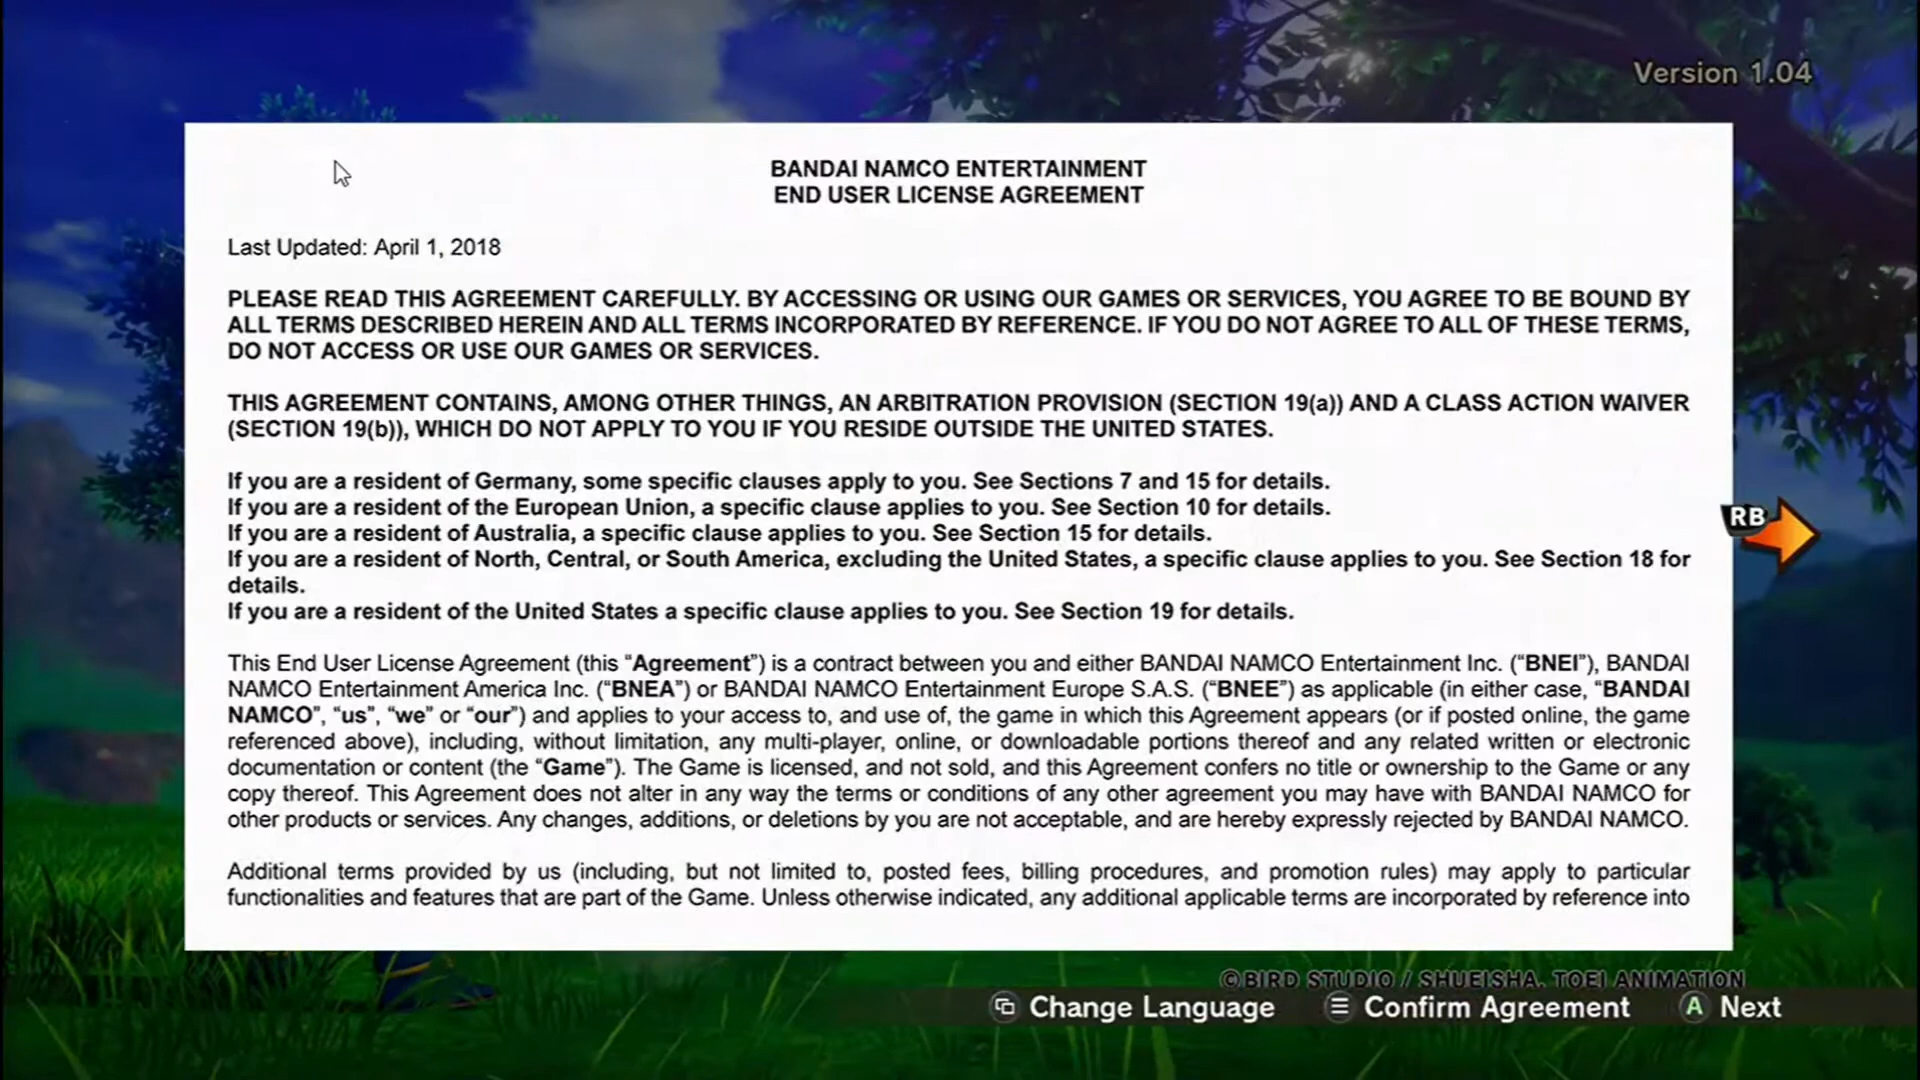 Version 1.04
BANDAI NAMCO ENTERTAINMENT
END USER LICENSE AGREEMENT
Last Updated: April 1, 2018
PLEASE READ THIS AGREEMENT CAREFULLY. BY ACCESSING OR USING OUR GAMES OR SERVICES, YOU AGREE TO BE BOUND BY
ALL TERMS DESCRIBED HEREIN AND ALL TERMS INCORPORATED BY REFERENCE. IF YOU DO NOT AGREE TO ALL OF THESE TERMS,
DO NOT ACCESS OR USE OUR GAMES OR SERVICES.
THIS AGREEMENT CONTAINS, AMONG OTHER THINGS, AN ARBITRATION PROVISION (SECTION 19(a)) AND A CLASS ACTION WAIVER
(SECTION 19(b)), WHICH DO NOT APPLY TO YOU IF YOU RESIDE OUTSIDE THE UNITED STATES.
If you are a resident of Germany, some specific clauses apply to you. See Sections 7 and 15 for details.
If you are a resident of the European Union, a specific clause applies to you. See Section 10 for details.
If you are a resident of Australia, a specific clause applies to you. See Section 15 for details.
If you are a resident of North, Central, or South America, excluding the United States, a specific clause applies to you. See Section 18 for
details.
If you are a resident of the United States a specific clause applies to you. See Section 19 for details.
RB
This End User License Agreement (this “Agreement”) is a contract between you and either BANDAI NAMCO Entertainment Inc. (“BNEI”), BANDAI
NAMCO Entertainment America Inc. (“BNEA”) or BANDAI NAMCO Entertainment Europe S.A.S. (“BNEE”) as applicable (in either case, “BANDAI
NAMCO”, “us”, “we” or “our”) and applies to your access to, and use of, the game in which this Agreement appears (or if posted online, the game
referenced above), including, without limitation, any multi-player, online, or downloadable portions thereof and any related written or electronic
documentation or content (the “Game”). The Game is licensed, and not sold, and this Agreement confers no title or ownership to the Game or any
copy thereof. This Agreement does not alter in any way the terms or conditions of any other agreement you may have with BANDAI NAMCO for
other products or services. Any changes, additions, or deletions by you are not acceptable, and are hereby expressly rejected by BANDAI NAMCO.
Additional terms provided by us (including, but not limited to, posted fees, billing procedures, and promotion rules) may apply to particular
functionalities and features that are part of the Game. Unless otherwise indicated, any additional applicable terms are incorporated by reference into
©BIRD STUDIO / SHUEISHA, TOEI ANIMATION
Change Language Confirm Agreement A Next